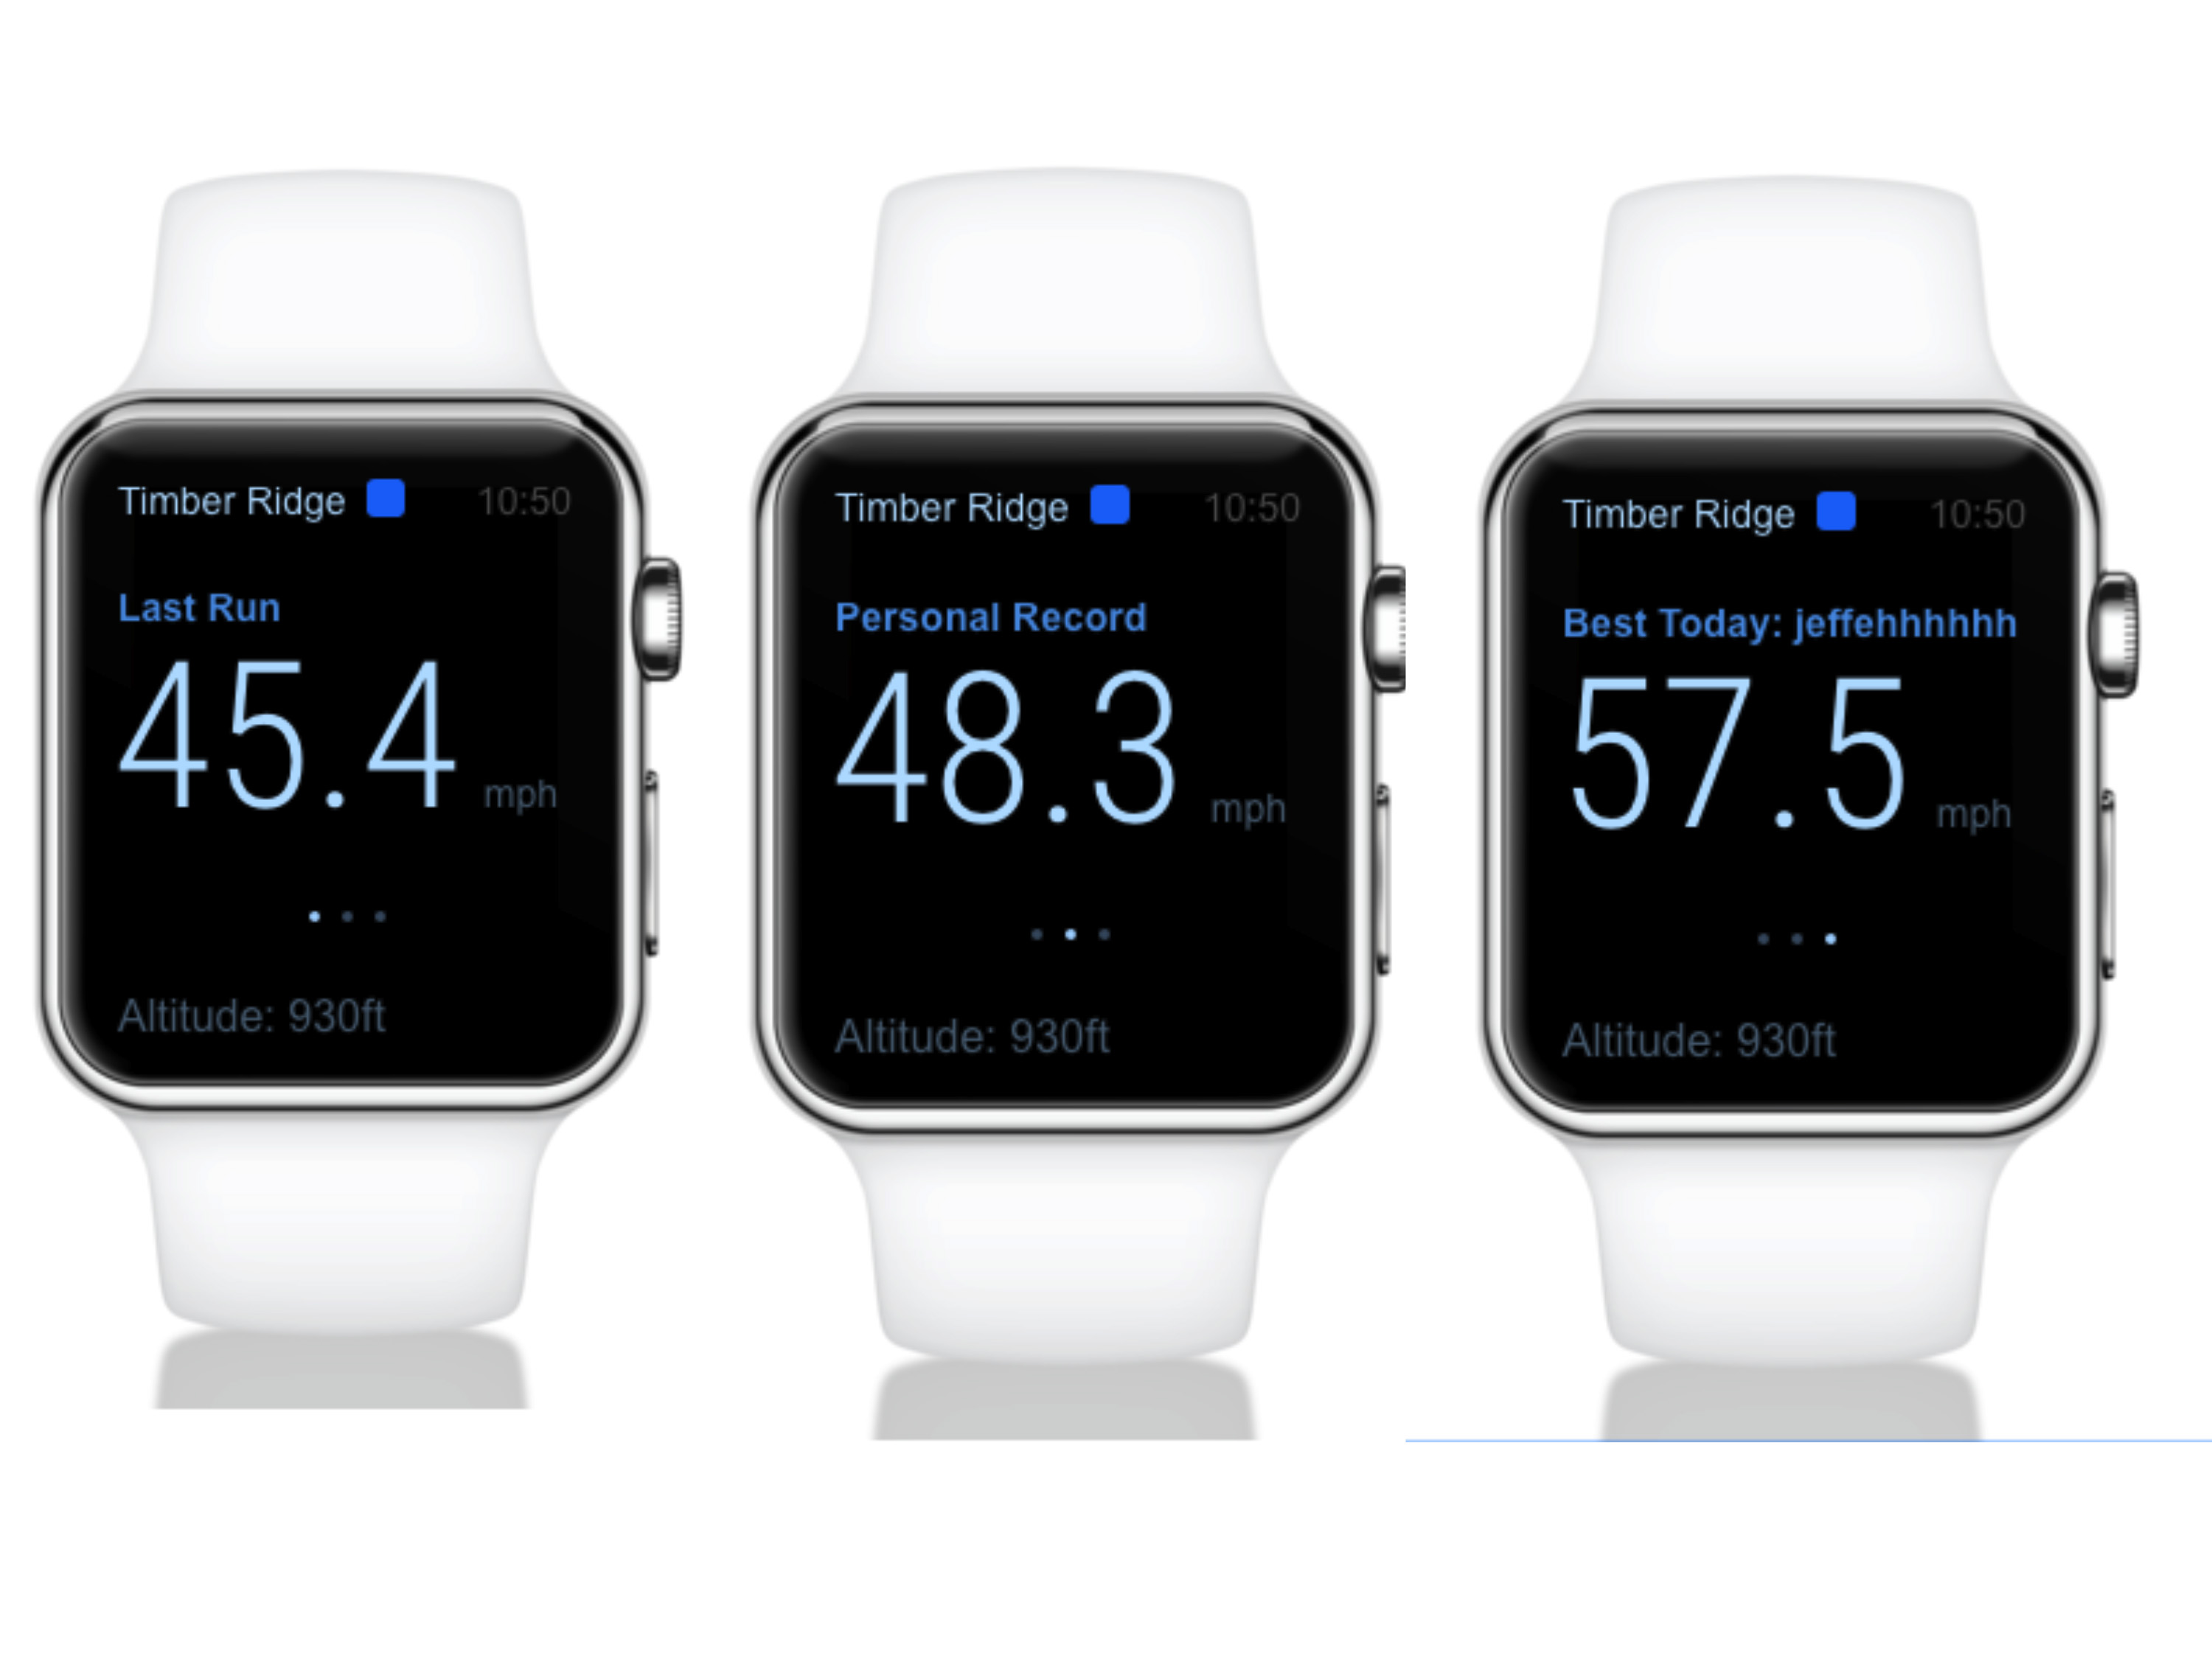 Timber Ridge 10:50
Last Run
45.4 mph
Altitude: 930ft
Timber Ridge 10:50
Personal Record
48.3 mph
Altitude: 930ft
Timber Ridge 10:50
Best Today: jeffehhhhhh
57.5 mph
Altitude: 930ft